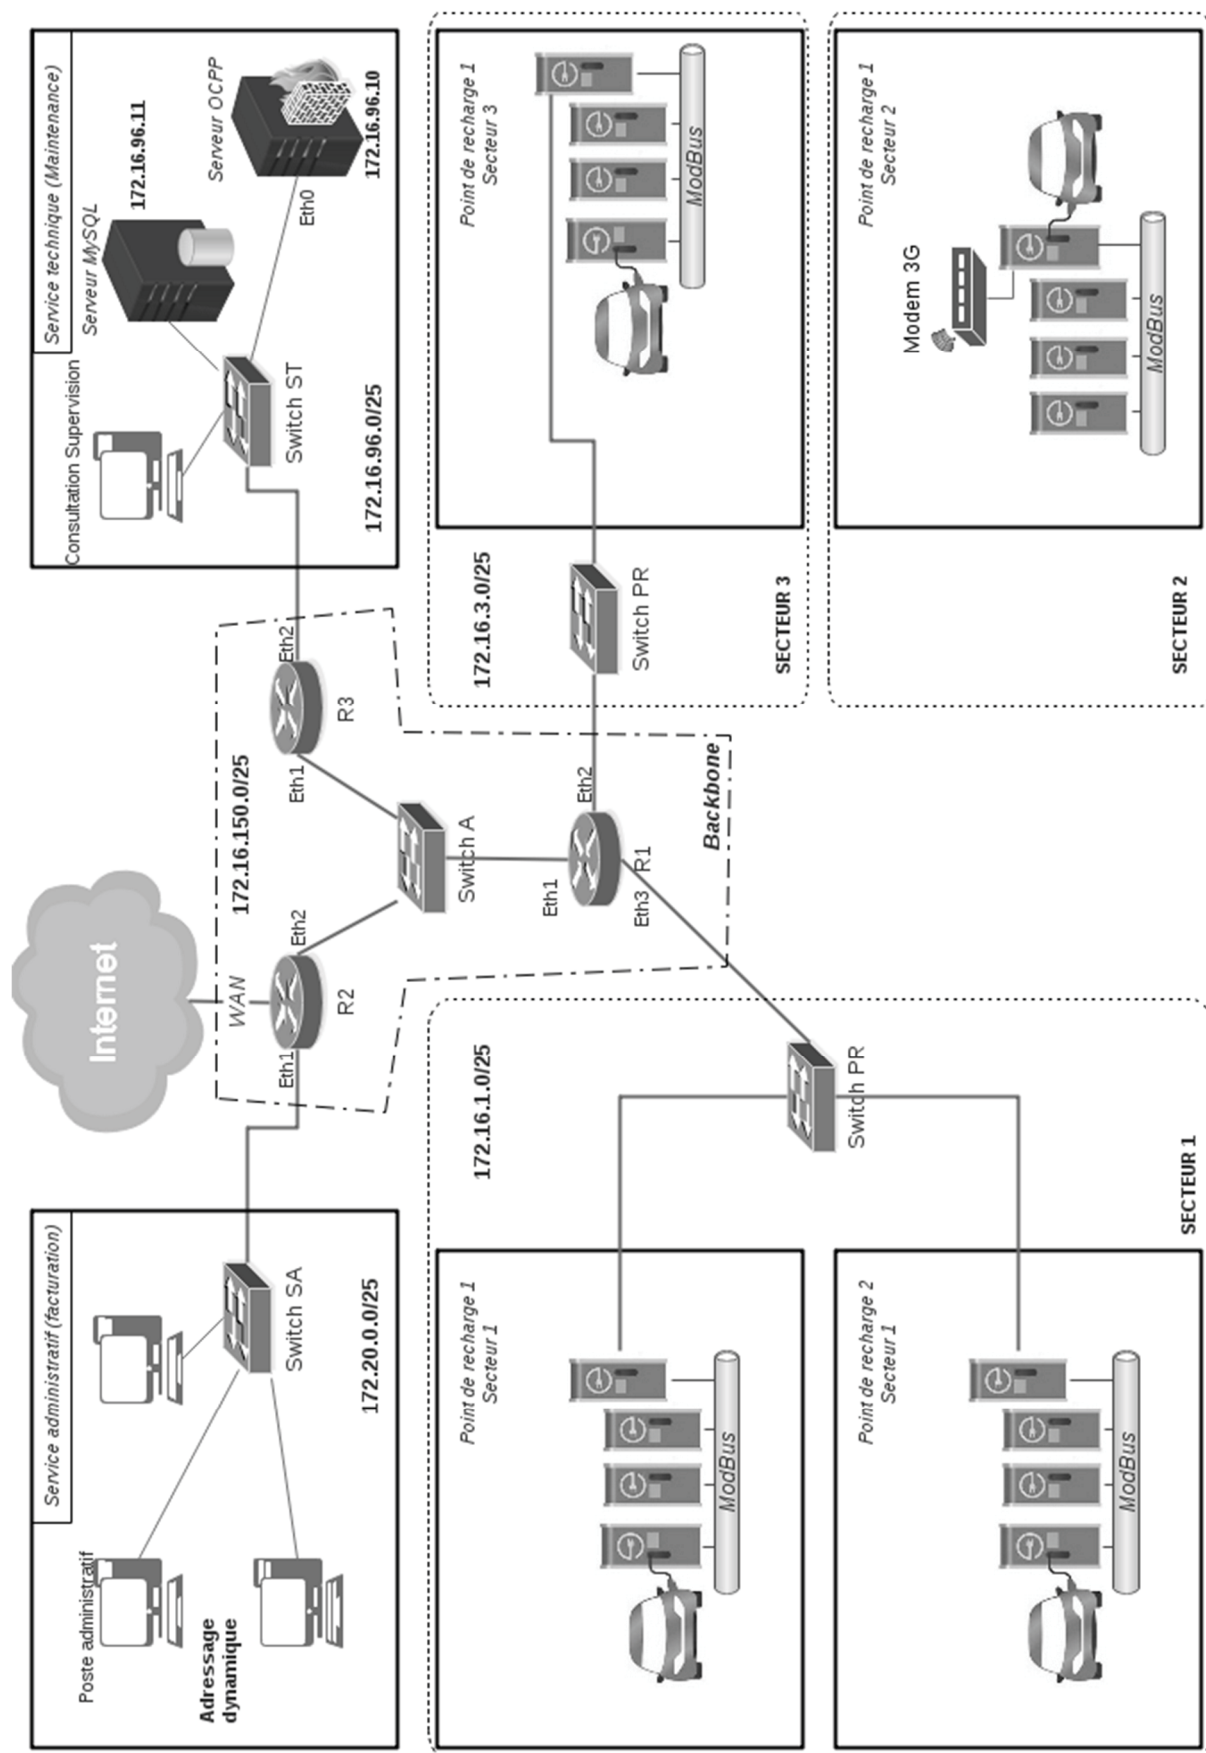 Service administratif (facturation)
Poste administratif
Adressage
dynamique
Switch SA
172.20.0.0/25
Internet
WAN
Eth1
R2
Eth2
172.16.150.0/25
Switch A
Eth1
R3
Eth2
Eth1
R1
Eth2
Eth3
Backbone
Service technique (Maintenance)
Consultation Supervision
Serveur MySQL
172.16.96.11
Serveur OCPP
172.16.96.10
Eth0
Switch ST
172.16.96.0/25
Point de recharge 1
Secteur 1
ModBus
172.16.1.0/25
Point de recharge 2
Secteur 1
ModBus
Switch PR
SECTEUR 1
172.16.3.0/25
Switch PR
SECTEUR 3
Point de recharge 1
Secteur 3
ModBus
SECTEUR 2
Point de recharge 1
Secteur 2
Modem 3G
ModBus